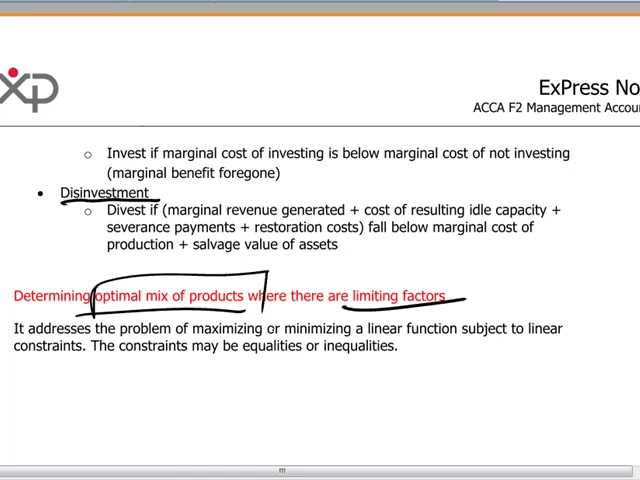 xp
ExPress No
ACCA F2 Management Accou
o Invest if marginal cost of investing is below marginal cost of not investing
(marginal benefit foregone)
• Disinvestment
o Divest if (marginal revenue generated + cost of resulting idle capacity +
severance payments + restoration costs) fall below marginal cost of
production + salvage value of assets
Determining optimal mix of products where there are limiting factors
It addresses the problem of maximizing or minimizing a linear function subject to linear
constraints. The constraints may be equalities or inequalities.